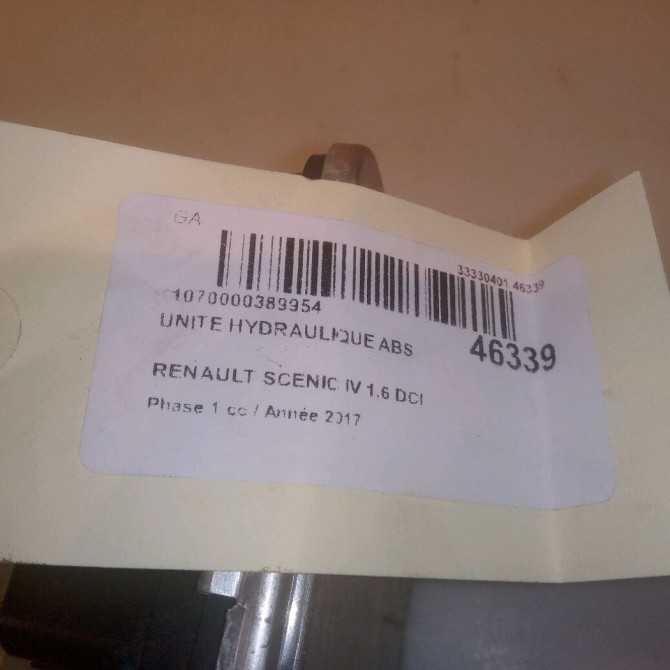 GA
33330401 46339
1070000389954
UNITE HYDRAULIQUE ABS
46339
RENAULT SCENIC IV 1.6 DCI
Phase 1 cc / Année 2017